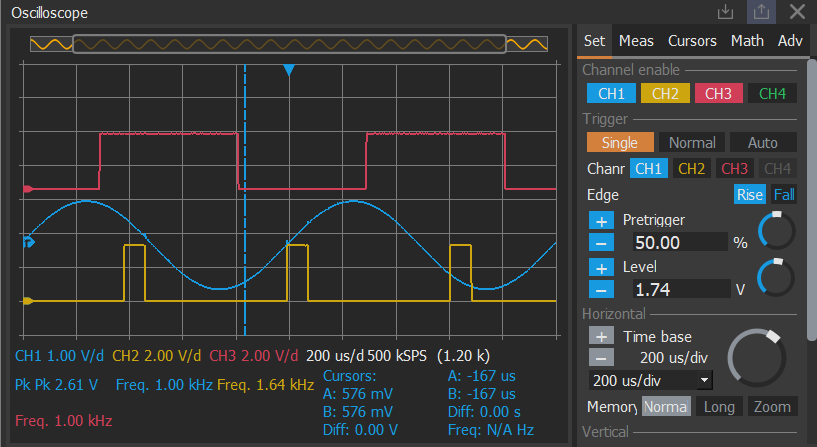 Oscilloscope
Set Meas Cursors Math Adv
Channel enable
CH1 CH2 CH3 CH4
Trigger
Single Normal Auto
Chanr CH1 CH2 CH3 CH4
Edge Rise Fall
+ Pretrigger
− 50.00 %
+ Level
− 1.74 V
Horizontal
+ Time base
− 200 us/div
200 us/div
Memory Norma Long Zoom
Vertical
CH1 1.00 V/d CH2 2.00 V/d CH3 2.00 V/d 200 us/d 500 kSPS (1.20 k)
Pk Pk 2.61 V Freq. 1.00 kHz Freq. 1.64 kHz
Freq. 1.00 kHz
Cursors:
A: 576 mV
B: 576 mV
Diff: 0.00 V
A: -167 us
B: -167 us
Diff: 0.00 s
Freq: N/A Hz